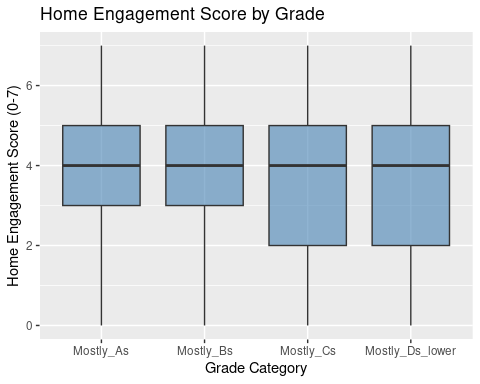 Home Engagement Score by Grade
Home Engagement Score (0-7)
6
4
2
0
Mostly_As Mostly_Bs Mostly_Cs Mostly_Ds_lower
Grade Category